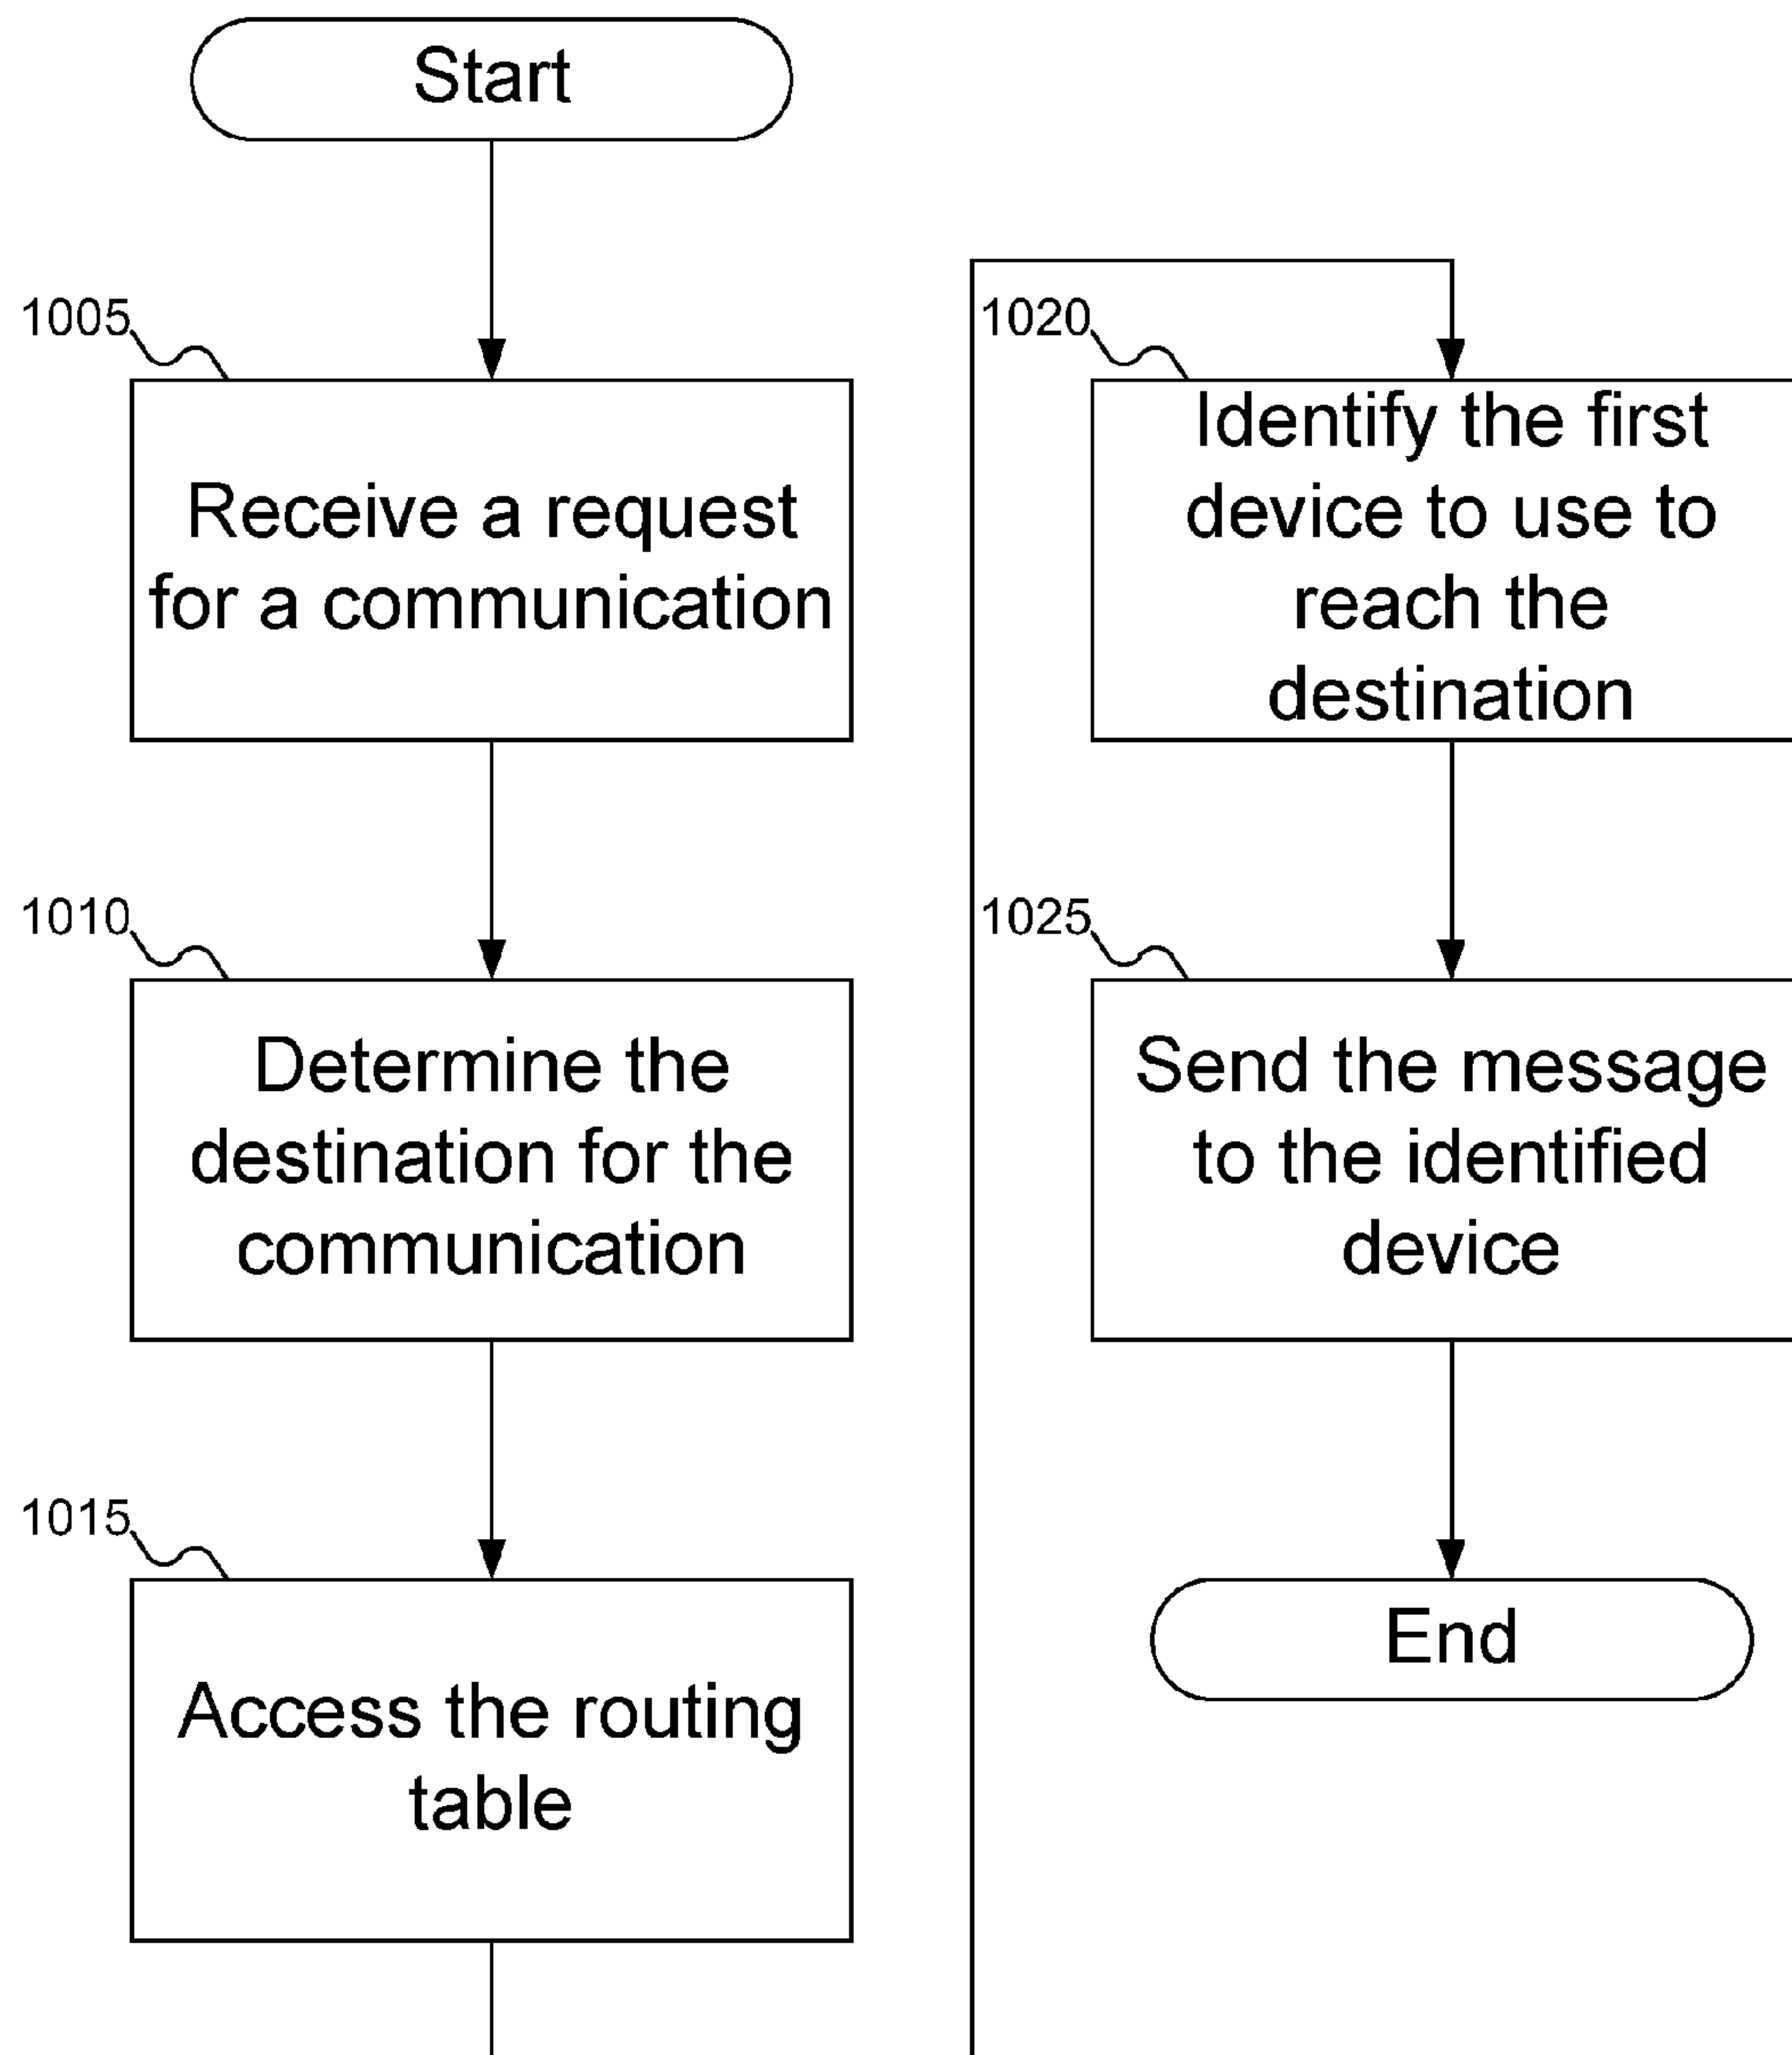 Start
1005
Receive a request
for a communication
1010
Determine the
destination for the
communication
1015
Access the routing
table
1020
Identify the first
device to use to
reach the
destination
1025
Send the message
to the identified
device
End